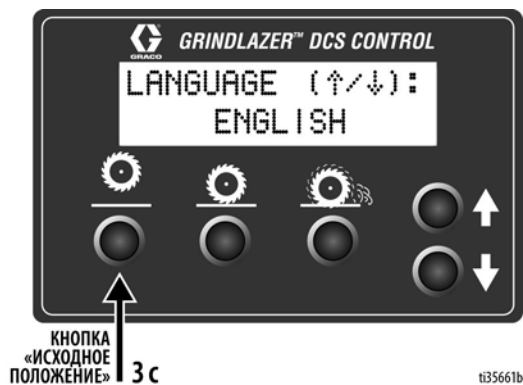 GRACO
GRINDLAZER™ DCS CONTROL
LANGUAGE (↑/↓):
ENGLISH
КНОПКА
«ИСХОДНОЕ
ПОЛОЖЕНИЕ»
3 с
ti35661b